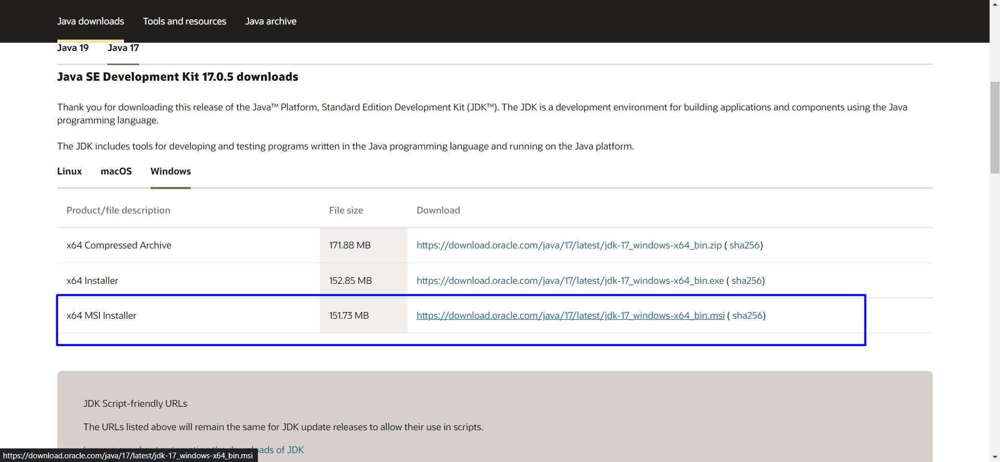 Java downloads Tools and resources Java archive
Java 19 Java 17
Java SE Development Kit 17.0.5 downloads
Thank you for downloading this release of the Java™ Platform, Standard Edition Development Kit (JDK™). The JDK is a development environment for building applications and components using the Java
programming language.
The JDK includes tools for developing and testing programs written in the Java programming language and running on the Java platform.
Linux macOS Windows
Product/file description File size Download
x64 Compressed Archive 171.88 MB https://download.oracle.com/java/17/latest/jdk-17_windows-x64_bin.zip ( sha256)
x64 Installer 152.85 MB https://download.oracle.com/java/17/latest/jdk-17_windows-x64_bin.exe ( sha256)
x64 MSI Installer 151.73 MB https://download.oracle.com/java/17/latest/jdk-17_windows-x64_bin.msi ( sha256)
JDK Script-friendly URLs
The URLs listed above will remain the same for JDK update releases to allow their use in scripts.
Learn more about automating the downloads of JDK
https://download.oracle.com/java/17/latest/jdk-17_windows-x64_bin.msi